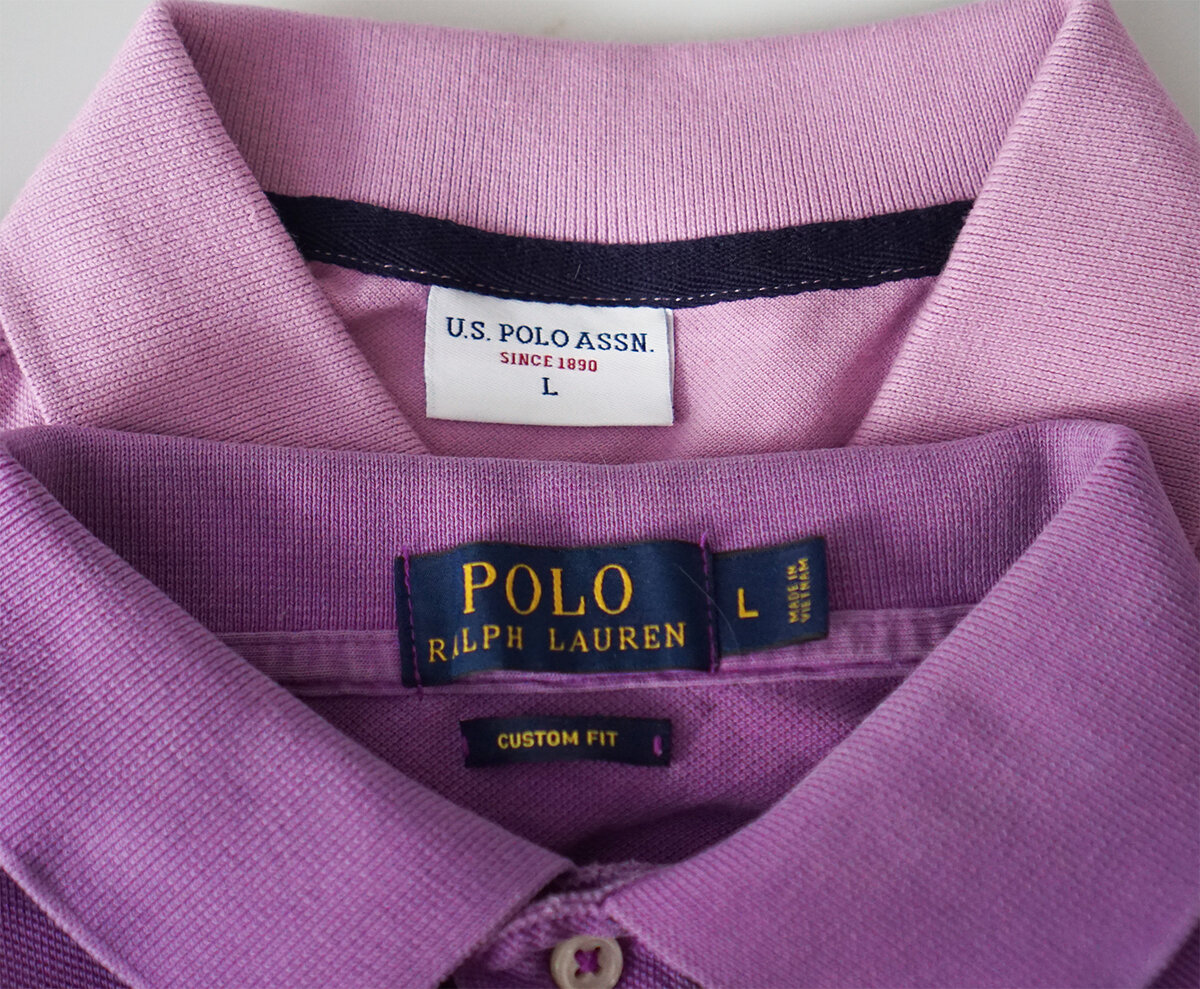 U.S. POLO ASSN.
SINCE 1890
L
POLO
RALPH LAUREN
L
MADE IN
VIETNAM
CUSTOM FIT